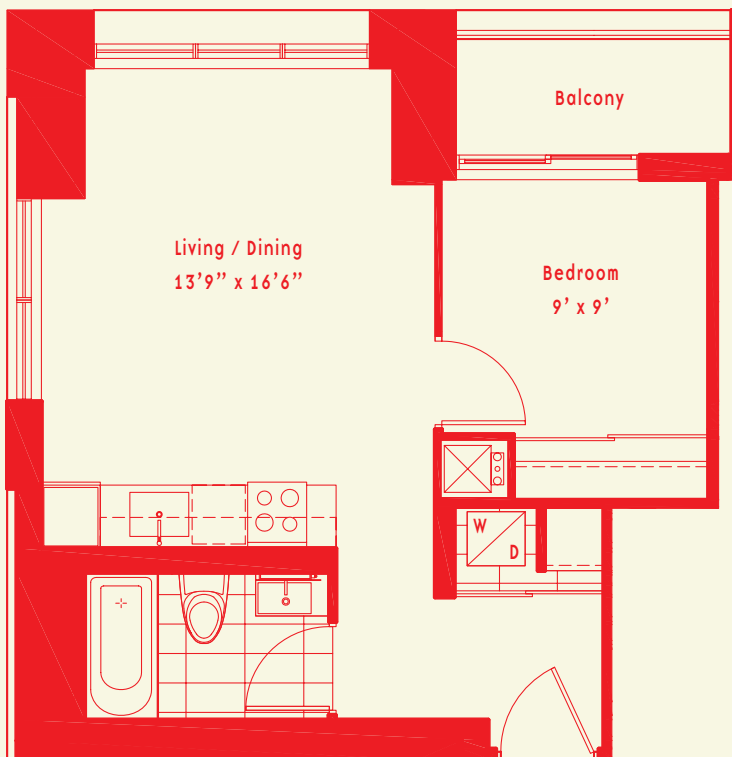 Balcony
Living / Dining
13’9” x 16’6”
Bedroom
9’ x 9’
W
D